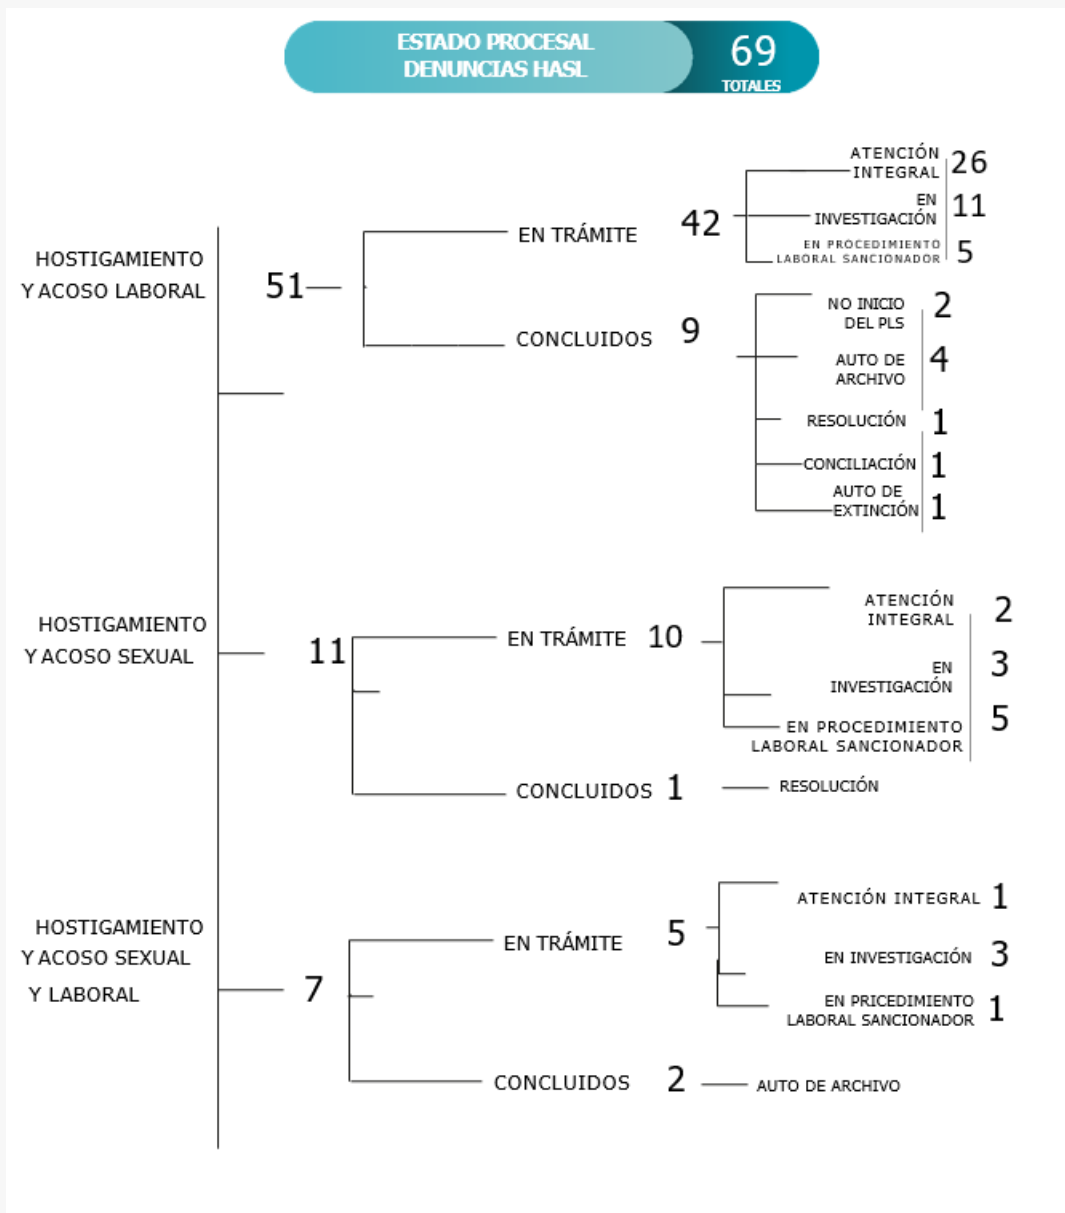 ESTADO PROCESAL
DENUNCIAS HASL
69
TOTALES
HOSTIGAMIENTO
Y ACOSO LABORAL
51
EN TRÁMITE
42
ATENCIÓN
INTEGRAL
26
EN
INVESTIGACIÓN
11
EN PROCEDIMIENTO
LABORAL SANCIONADOR
5
CONCLUIDOS
9
NO INICIO
DEL PLS
2
AUTO DE
ARCHIVO
4
RESOLUCIÓN
1
CONCILIACIÓN
1
AUTO DE
EXTINCIÓN
1
HOSTIGAMIENTO
Y ACOSO SEXUAL
11
EN TRÁMITE
10
ATENCIÓN
INTEGRAL
2
EN
INVESTIGACIÓN
3
EN PROCEDIMIENTO
LABORAL SANCIONADOR
5
CONCLUIDOS
1
RESOLUCIÓN
HOSTIGAMIENTO
Y ACOSO SEXUAL
Y LABORAL
7
EN TRÁMITE
5
ATENCIÓN INTEGRAL
1
EN INVESTIGACIÓN
3
EN PRICEDIMIENTO
LABORAL SANCIONADOR
1
CONCLUIDOS
2
AUTO DE ARCHIVO